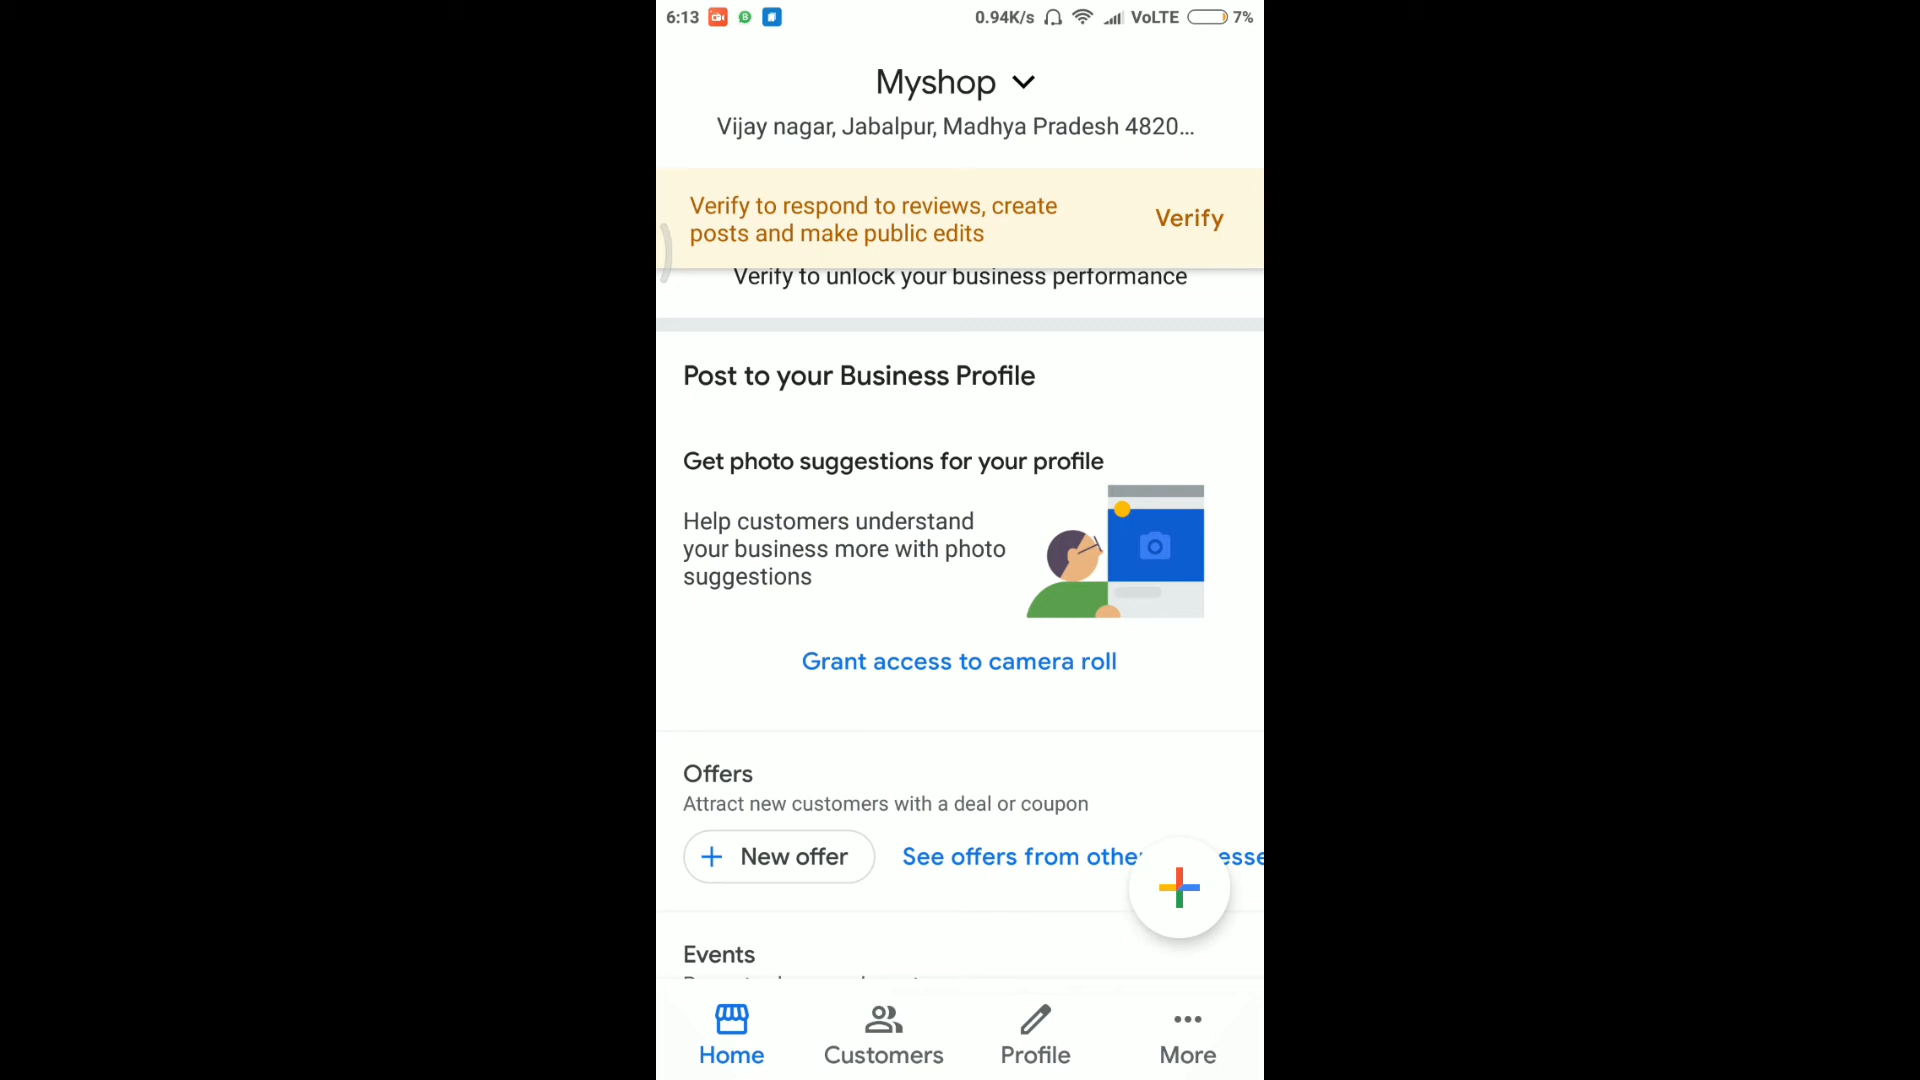 6:13 0.94K/s VoLTE 7%
Myshop
Vijay nagar, Jabalpur, Madhya Pradesh 4820...
Verify to respond to reviews, create
posts and make public edits
Verify
Verify to unlock your business performance
Post to your Business Profile
Get photo suggestions for your profile
Help customers understand
your business more with photo
suggestions
Grant access to camera roll
Offers
Attract new customers with a deal or coupon
New offer
See offers from
Events
Home Customers Profile More